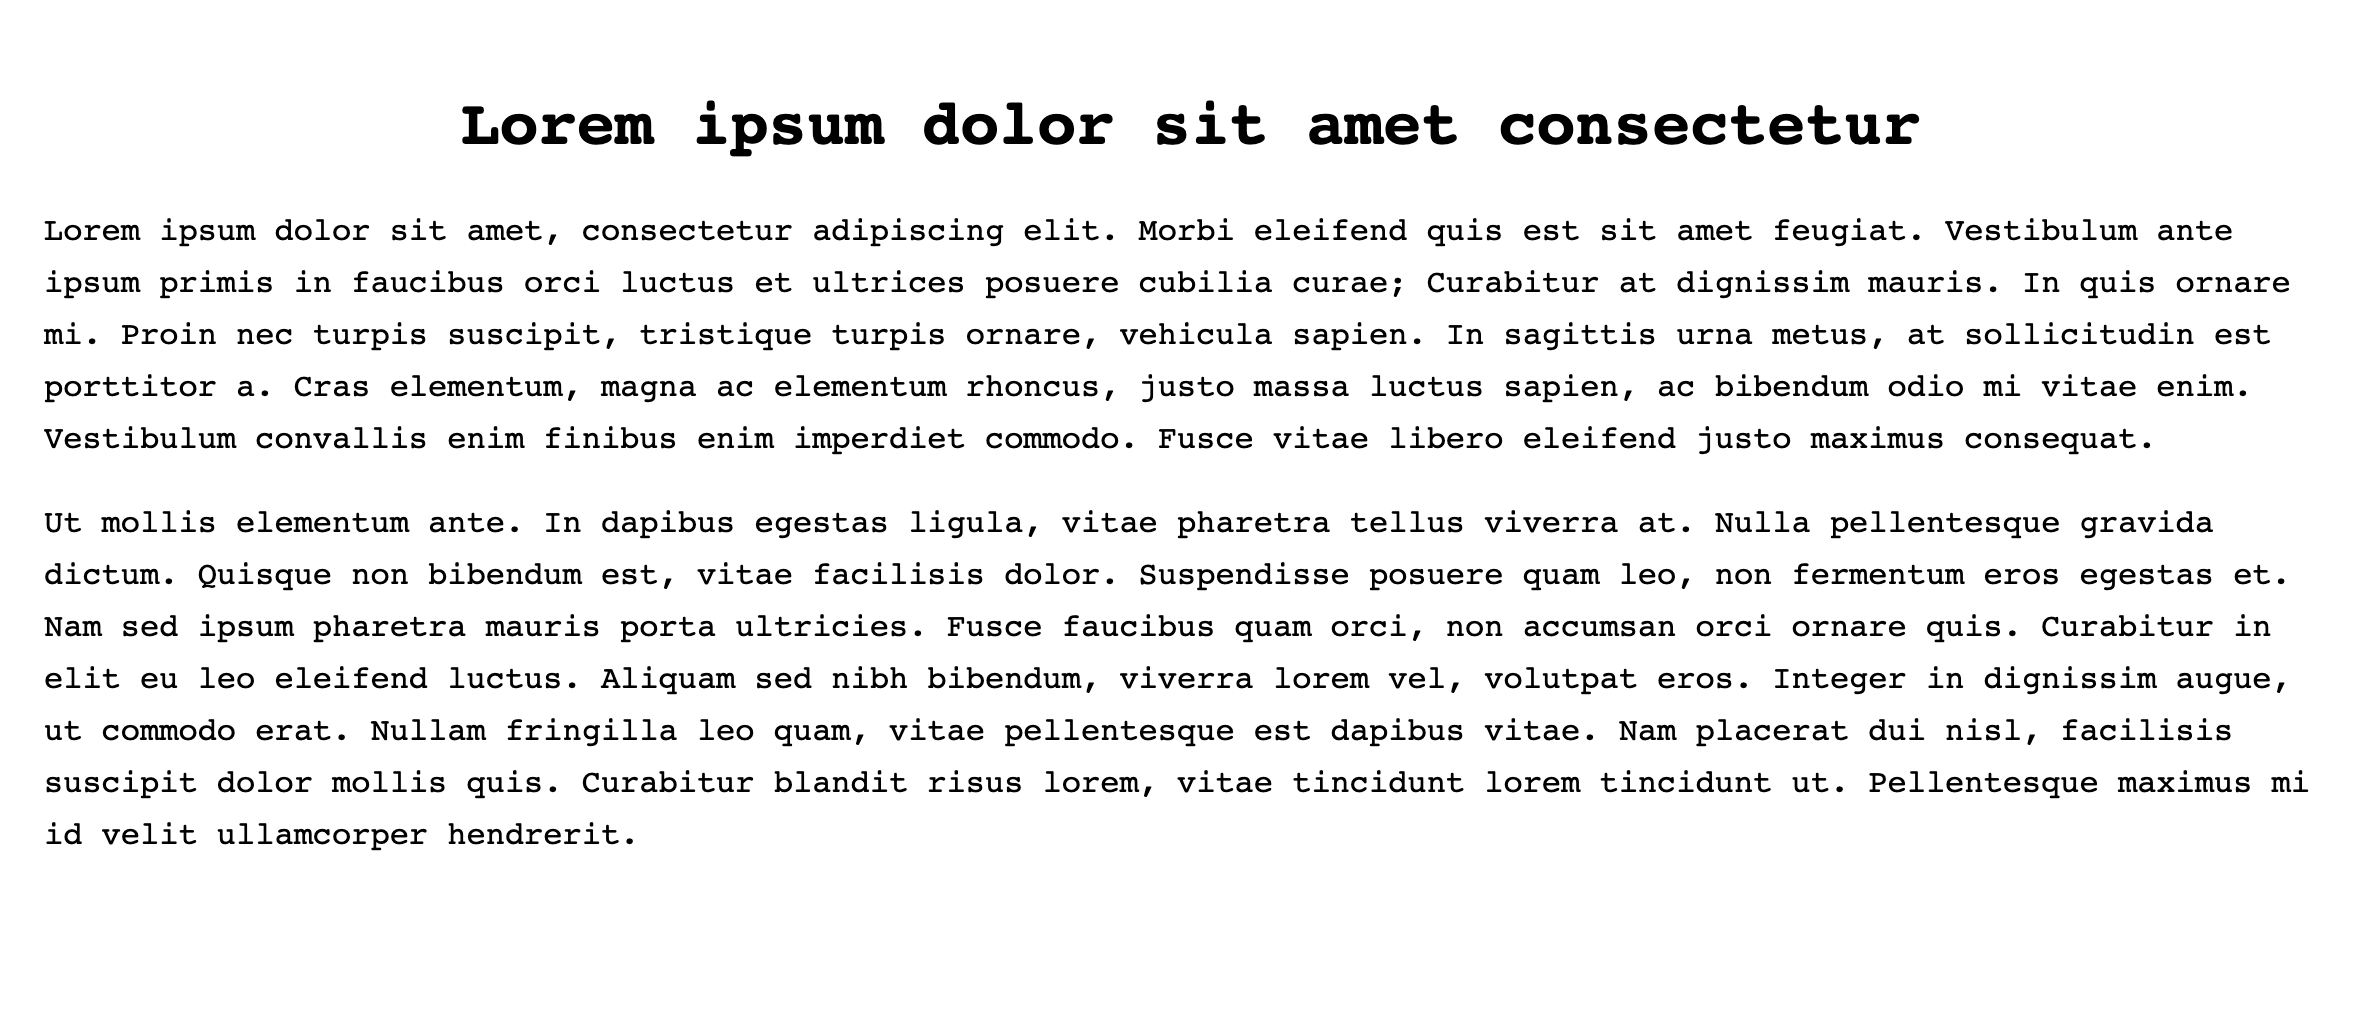 Lorem ipsum dolor sit amet consectetur
Lorem ipsum dolor sit amet, consectetur adipiscing elit. Morbi eleifend quis est sit amet feugiat. Vestibulum ante
ipsum primis in faucibus orci luctus et ultrices posuere cubilia curae; Curabitur at dignissim mauris. In quis ornare
mi. Proin nec turpis suscipit, tristique turpis ornare, vehicula sapien. In sagittis urna metus, at sollicitudin est
porttitor a. Cras elementum, magna ac elementum rhoncus, justo massa luctus sapien, ac bibendum odio mi vitae enim.
Vestibulum convallis enim finibus enim imperdiet commodo. Fusce vitae libero eleifend justo maximus consequat.
Ut mollis elementum ante. In dapibus egestas ligula, vitae pharetra tellus viverra at. Nulla pellentesque gravida
dictum. Quisque non bibendum est, vitae facilisis dolor. Suspendisse posuere quam leo, non fermentum eros egestas et.
Nam sed ipsum pharetra mauris porta ultricies. Fusce faucibus quam orci, non accumsan orci ornare quis. Curabitur in
elit eu leo eleifend luctus. Aliquam sed nibh bibendum, viverra lorem vel, volutpat eros. Integer in dignissim augue,
ut commodo erat. Nullam fringilla leo quam, vitae pellentesque est dapibus vitae. Nam placerat dui nisl, facilisis
suscipit dolor mollis quis. Curabitur blandit risus lorem, vitae tincidunt lorem tincidunt ut. Pellentesque maximus mi
id velit ullamcorper hendrerit.